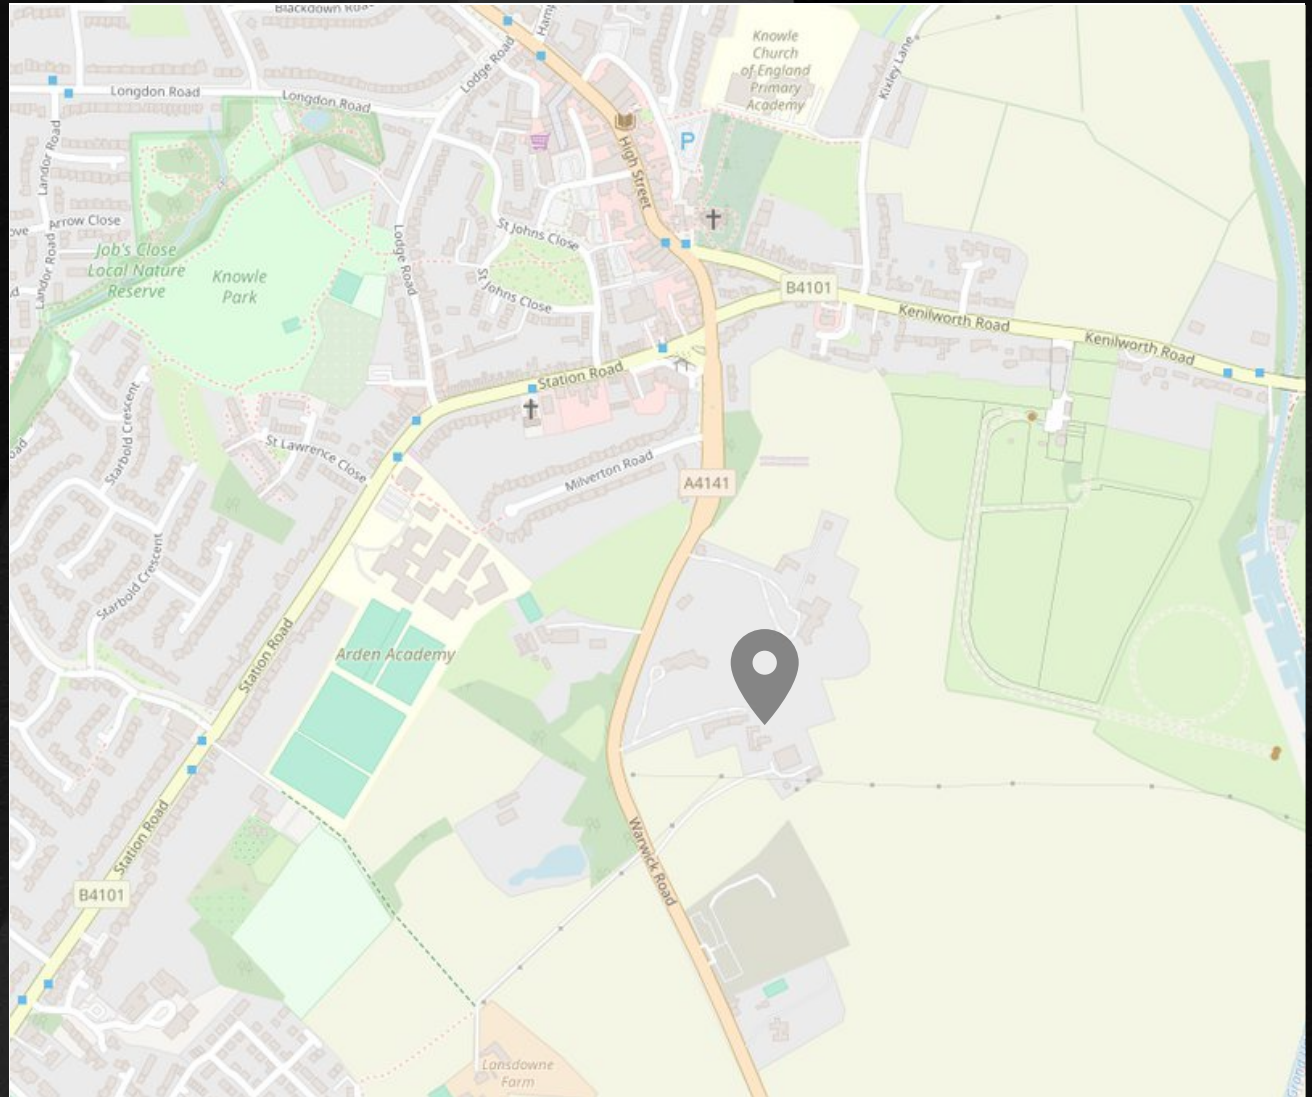 Blackdown Road
Lodge Road
Knowle
Church
of England
Primary
Academy
Kixley Lane
Longdon Road
Longdon Road
P
High Street
Landor Road
Arrow Close
Job's Close
Local Nature
Reserve
Knowle
Park
Lodge Road
St Johns Close
St Johns Close
Landor Road
B4101
Kenilworth Road
Kenilworth Road
Station Road
Starbold Crescent
St Lawrence Close
Milverton Road
A4141
Starbold Crescent
Arden Academy
Station Road
Station Road
Warwick Road
B4101
Lansdowne
Farm